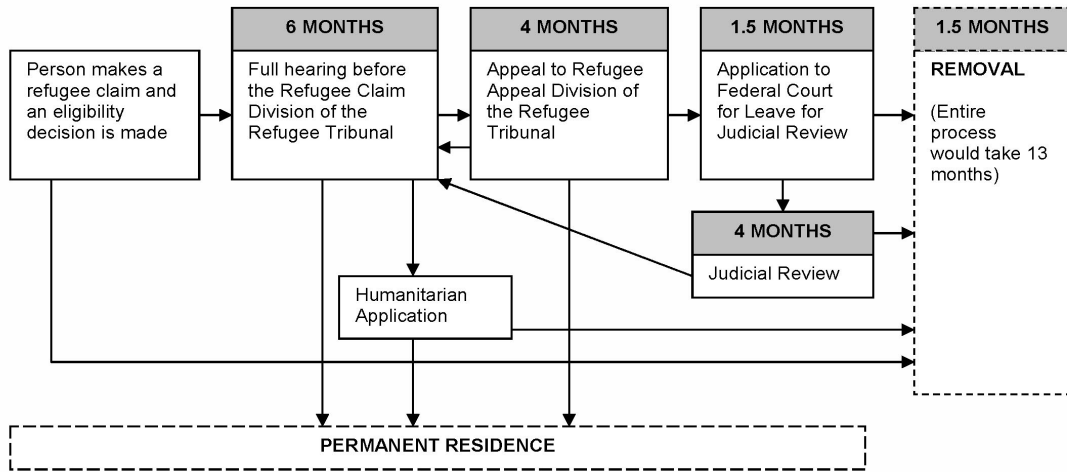 Person makes a
refugee claim and
an eligibility
decision is made
6 MONTHS
Full hearing before
the Refugee Claim
Division of the
Refugee Tribunal
4 MONTHS
Appeal to Refugee
Appeal Division of
the Refugee
Tribunal
1.5 MONTHS
Application to
Federal Court
for Leave for
Judicial Review
1.5 MONTHS
REMOVAL
(Entire
process
would take 13
months)
4 MONTHS
Judicial Review
Humanitarian
Application
PERMANENT RESIDENCE